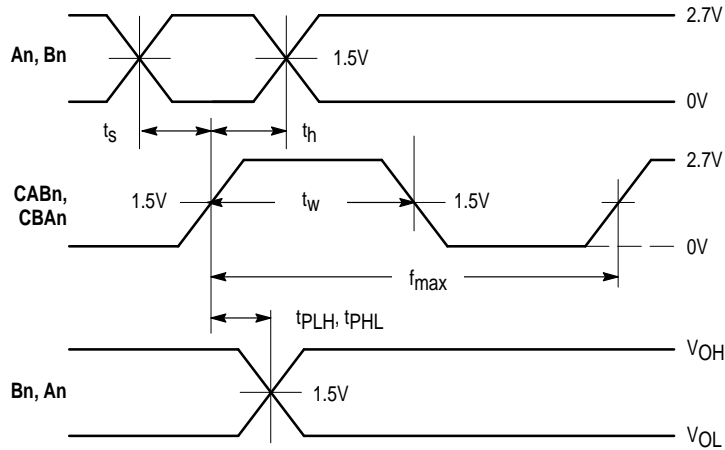 2.7V
An, Bn
1.5V
0V
ts
th
2.7V
CABn,
CBAn
1.5V
tw
1.5V
0V
fmax
tPLH, tPHL
VOH
Bn, An
1.5V
VOL